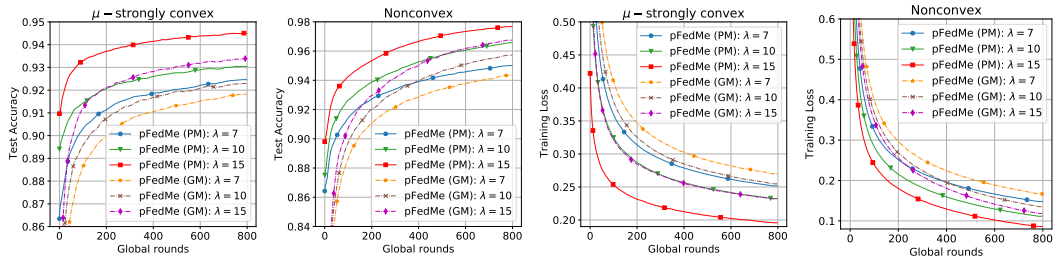 μ − strongly convex
Test Accuracy
0.94
0.93
0.92
0.91
0.90
0.89
0.88
0.87
0.86
pFedMe (PM): λ = 7
pFedMe (PM): λ = 10
pFedMe (PM): λ = 15
pFedMe (GM): λ = 7
pFedMe (GM): λ = 10
pFedMe (GM): λ = 15
0 200 400 600 800
Global rounds
Nonconvex
Test Accuracy
0.98
0.96
0.94
0.92
0.90
0.88
0.86
0.84
pFedMe (PM): λ = 7
pFedMe (PM): λ = 10
pFedMe (PM): λ = 15
pFedMe (GM): λ = 7
pFedMe (GM): λ = 10
pFedMe (GM): λ = 15
0 200 400 600 800
Global rounds
μ − strongly convex
Training Loss
0.50
0.45
0.40
0.35
0.30
0.25
0.20
pFedMe (PM): λ = 7
pFedMe (PM): λ = 10
pFedMe (PM): λ = 15
pFedMe (GM): λ = 7
pFedMe (GM): λ = 10
pFedMe (GM): λ = 15
0 200 400 600 800
Global rounds
Nonconvex
Training Loss
0.6
0.5
0.4
0.3
0.2
0.1
pFedMe (PM): λ = 7
pFedMe (PM): λ = 10
pFedMe (PM): λ = 15
pFedMe (GM): λ = 7
pFedMe (GM): λ = 10
pFedMe (GM): λ = 15
0 200 400 600 800
Global rounds